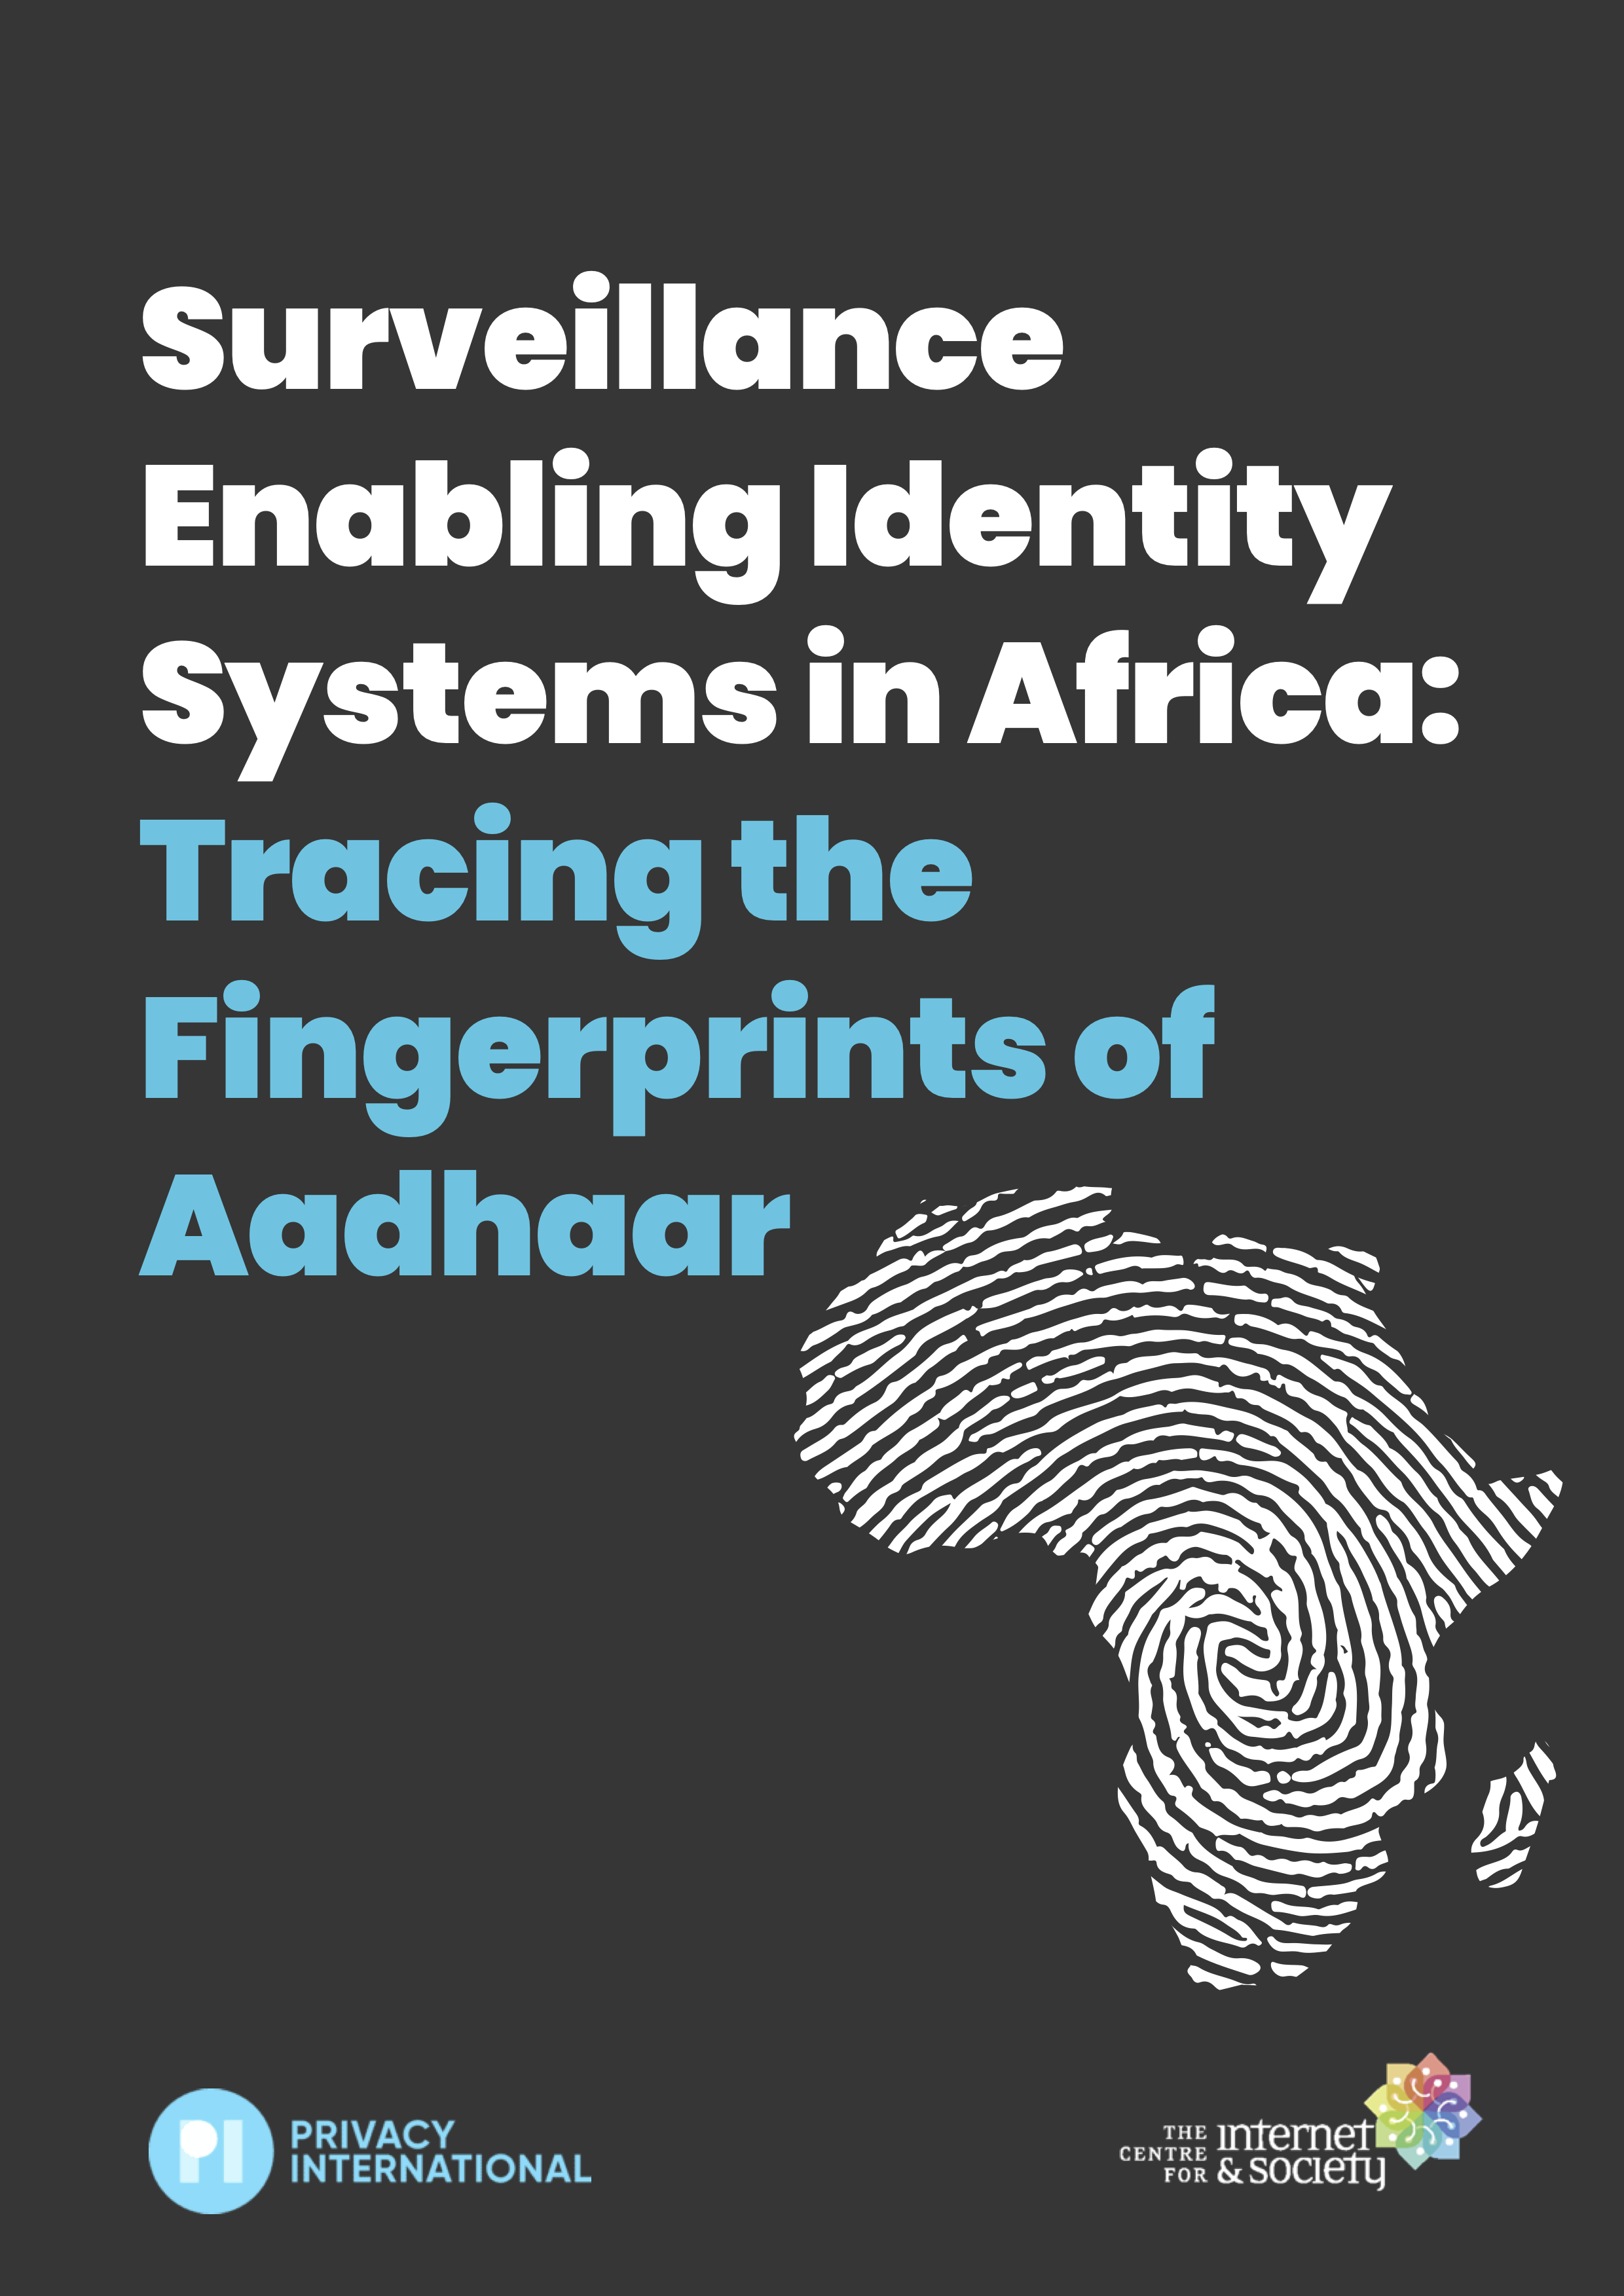 Surveillance
Enabling Identity
Systems in Africa:
Tracing the
Fingerprints of
Aadhaar
PI
PRIVACY
INTERNATIONAL
THE
CENTRE
FOR
internet
& society